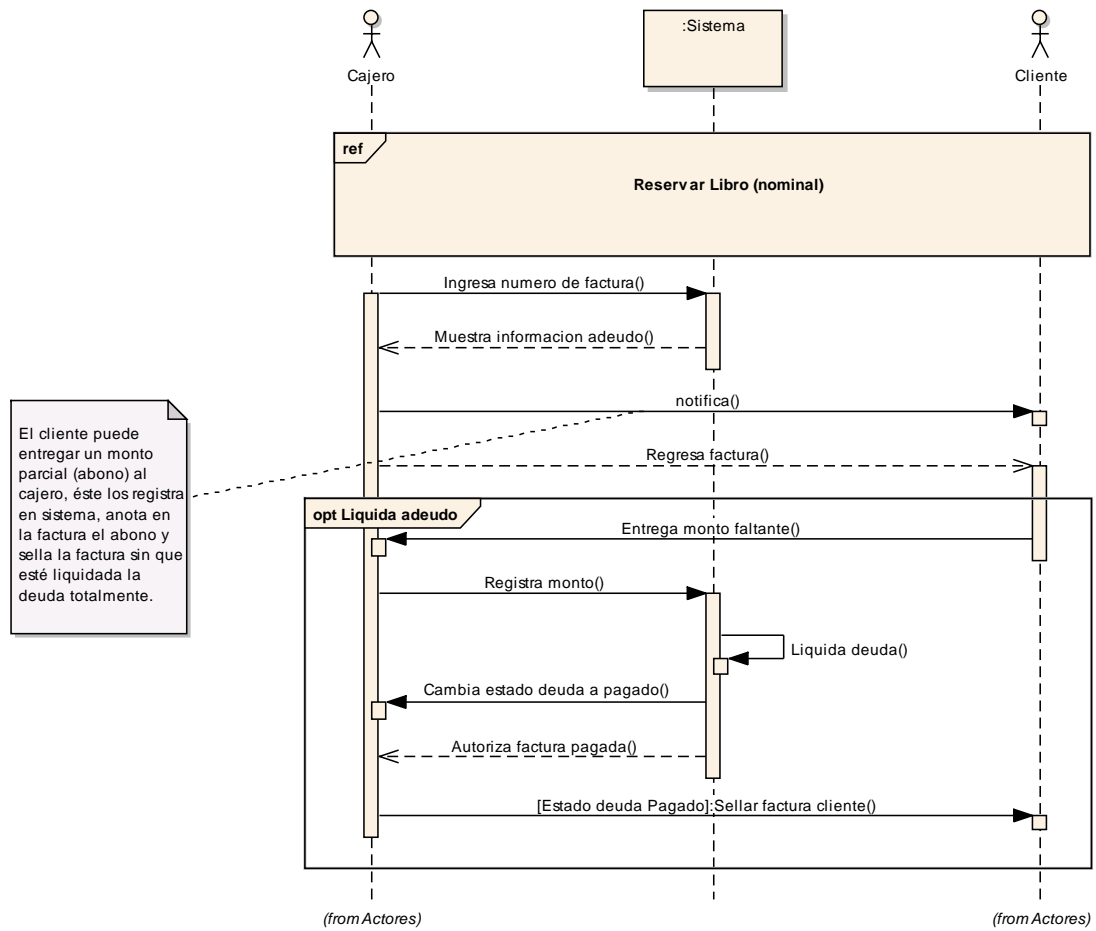 :Sistema
Cajero
Cliente
ref
Reservar Libro (nominal)
Ingresa numero de factura()
Muestra informacion adeudo()
notifica()
El cliente puede
entregar un monto
parcial (abono) al
cajero, éste los registra
en sistema, anota en
la factura el abono y
sella la factura sin que
esté liquidada la
deuda totalmente.
Regresa factura()
opt Liquida adeudo
Entrega monto faltante()
Registra monto()
Liquida deuda()
Cambia estado deuda a pagado()
Autoriza factura pagada()
[Estado deuda Pagado]:Sellar factura cliente()
(from Actores)
(from Actores)